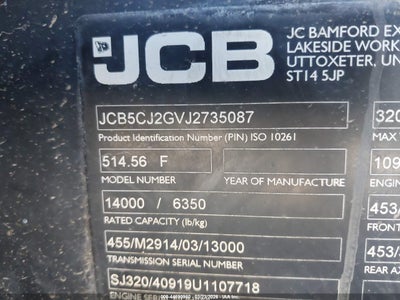 JCB
JC BAMFORD EX
LAKESIDE WORK
UTTOXETER, UN
ST14 5JP
JCB5CJ2GVJ2735087
Product Identification Number (PIN) ISO 10261
320
MAX
514.56 F
MODEL NUMBER
YEAR OF MANUFACTURE
109
ENGIN
14000 / 6350
RATED CAPACITY (lb/kg)
453/
FRONT
455/M2914/03/13000
TRANSMISSION SERIAL NUMBER
453/
REAR
SJ320/40919U1107718
ENGINE SERIAL